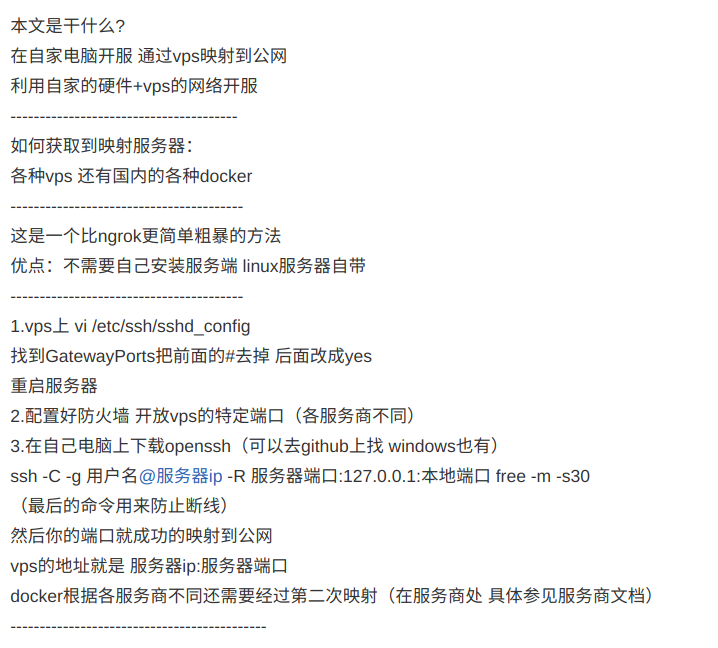 本文是干什么?
在自家电脑开服 通过vps映射到公网
利用自家的硬件+vps的网络开服
---------------------------------------
如何获取到映射服务器：
各种vps 还有国内的各种docker
----------------------------------------
这是一个比ngrok更简单粗暴的方法
优点：不需要自己安装服务端 linux服务器自带
----------------------------------------
1.vps上 vi /etc/ssh/sshd_config
找到GatewayPorts把前面的#去掉 后面改成yes
重启服务器
2.配置好防火墙 开放vps的特定端口（各服务商不同）
3.在自己电脑上下载openssh（可以去github上找 windows也有）
ssh -C -g 用户名@服务器ip -R 服务器端口:127.0.0.1:本地端口 free -m -s30
（最后的命令用来防止断线）
然后你的端口就成功的映射到公网
vps的地址就是 服务器ip:服务器端口
docker根据各服务商不同还需要经过第二次映射（在服务商处 具体参见服务商文档）
--------------------------------------------